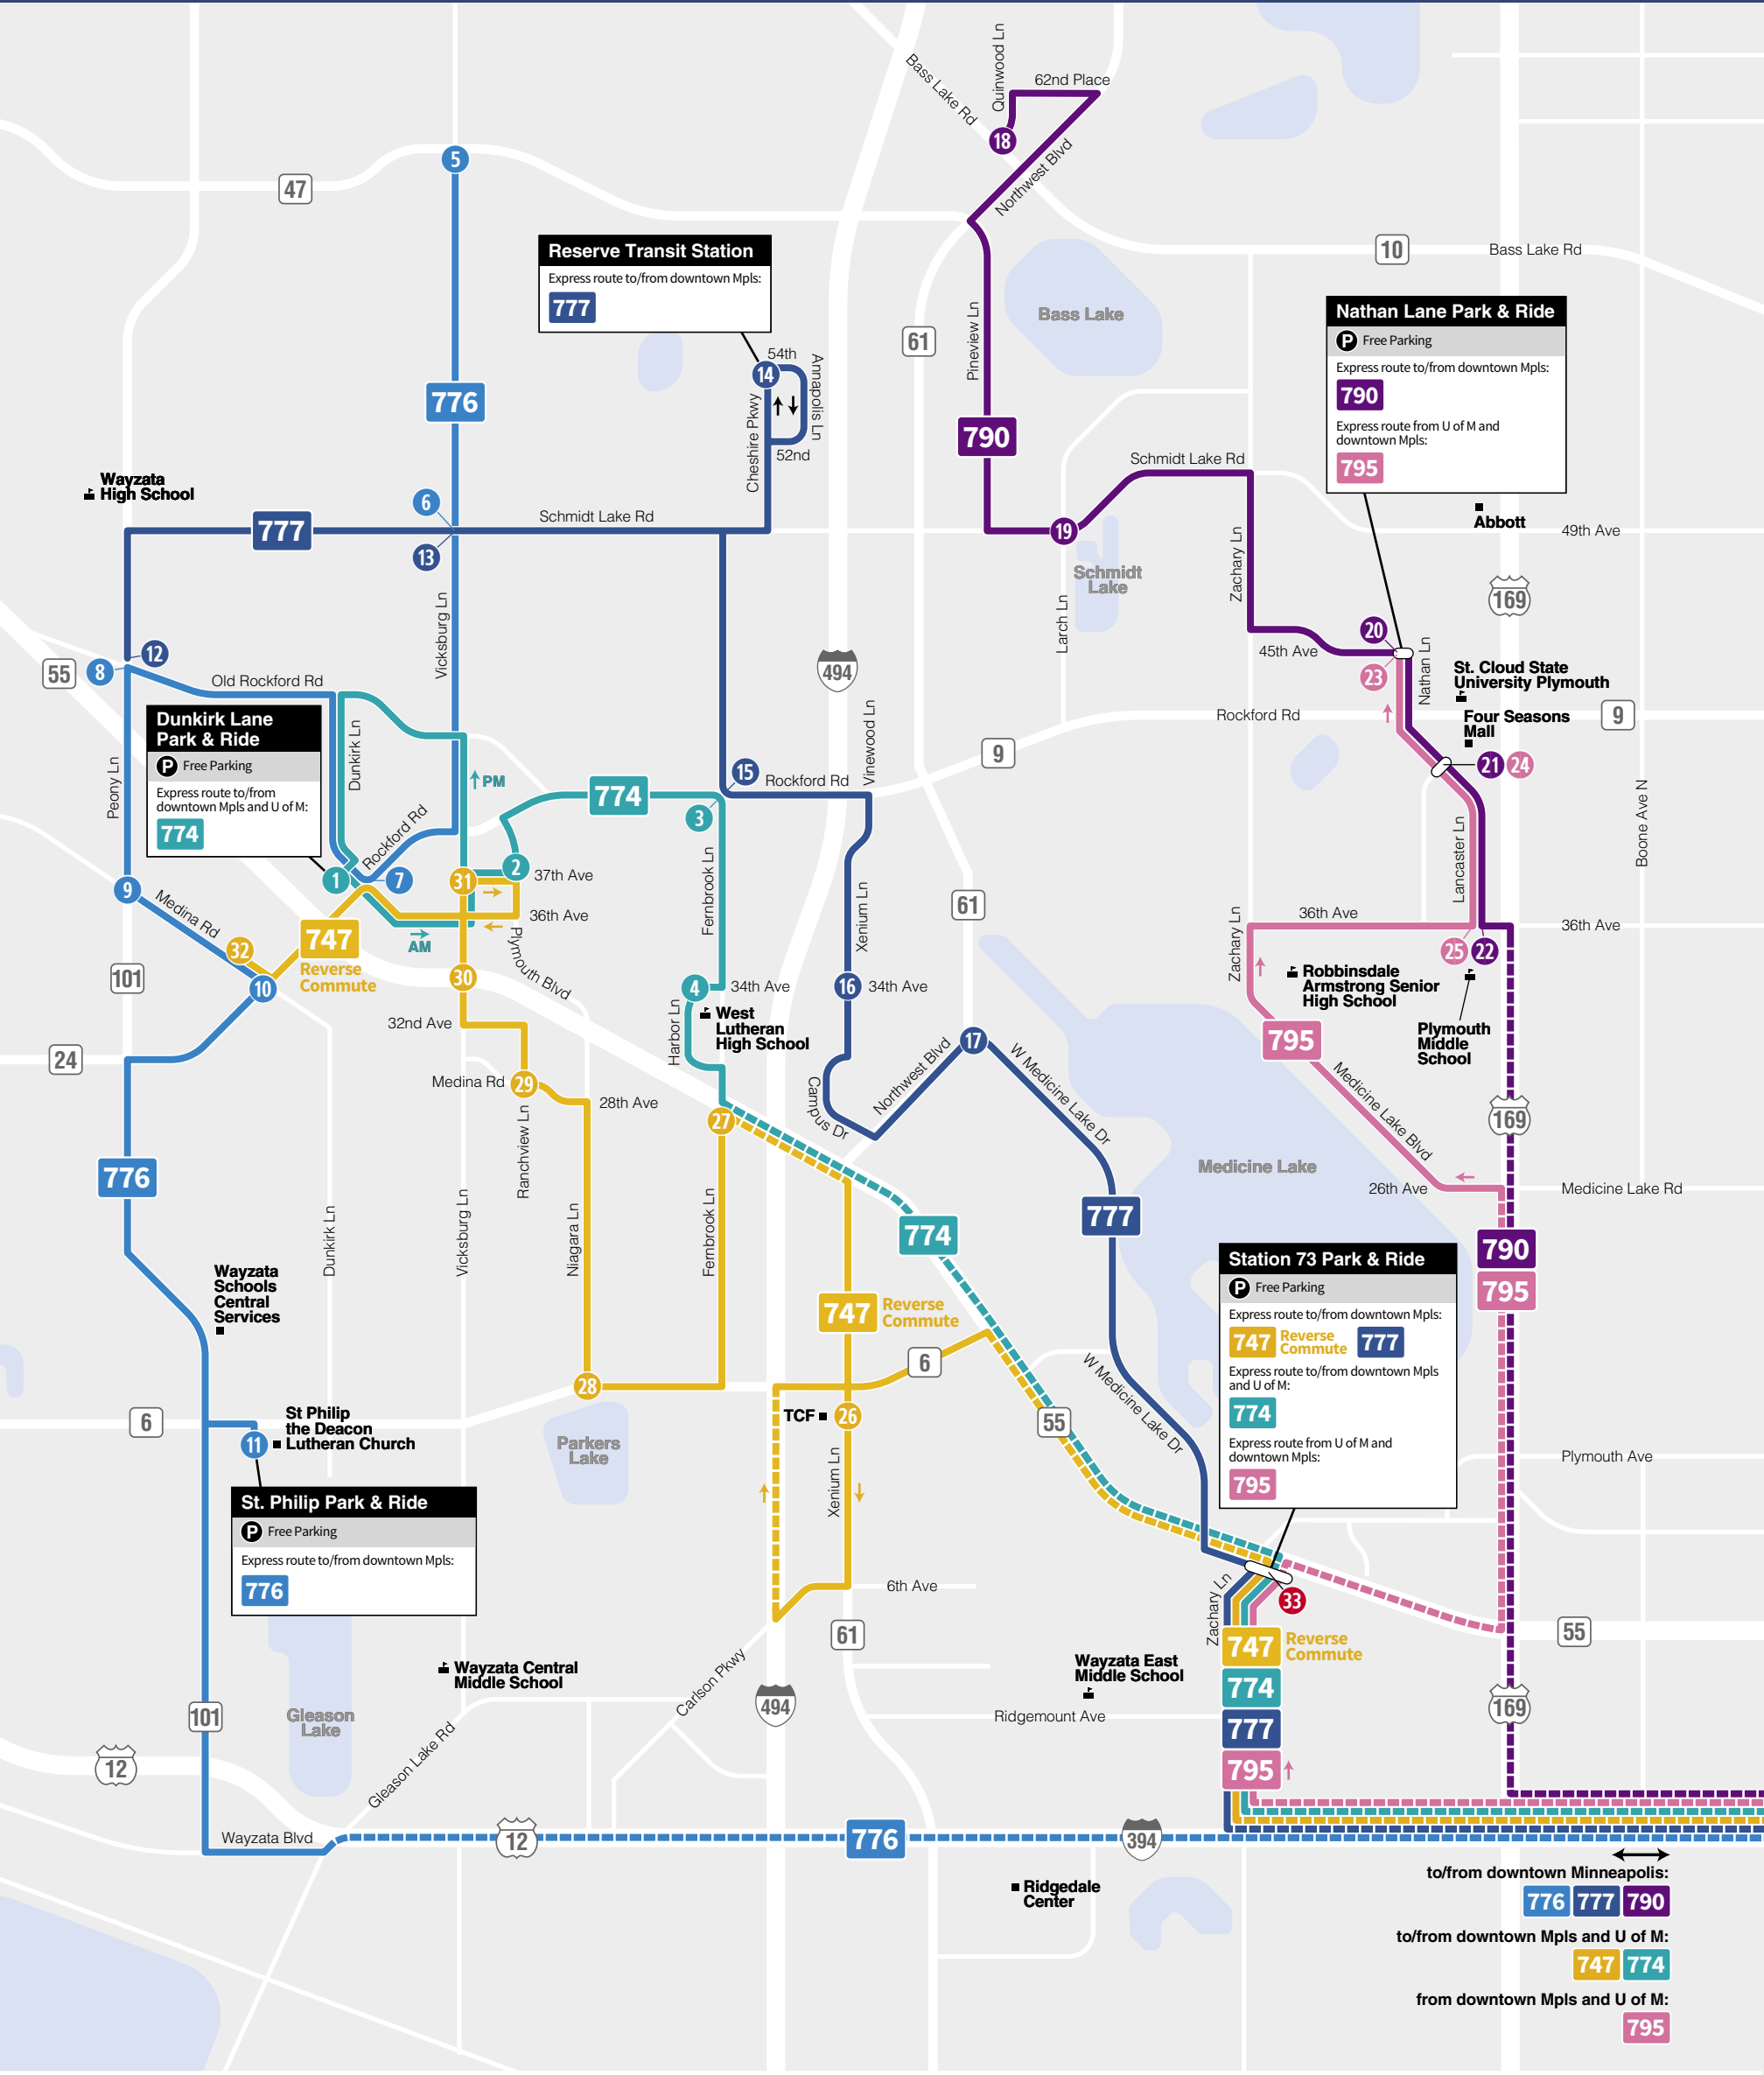 Quinwood Ln
62nd Place
Bass Lake Rd
18
Northwest Blvd
5
47
10
Bass Lake Rd
Reserve Transit Station
Express route to/from downtown Mpls:
777
Nathan Lane Park & Ride
P Free Parking
Express route to/from downtown Mpls:
790
Express route from U of M and
downtown Mpls:
795
Bass Lake
61
Pineview Ln
54th
14
Annapolis Ln
Cheshire Pkwy
52nd
776
790
Schmidt Lake Rd
Wayzata
High School
6
777
Schmidt Lake Rd
13
19
Abbott
49th Ave
Schmidt
Lake
Zachary Ln
169
Vicksburg Ln
Larch Ln
20
45th Ave
23
Nathan Ln
12
8
55
494
St. Cloud State
University Plymouth
Old Rockford Rd
Rockford Rd
9
Four Seasons
Mall
21
24
Dunkirk Lane
Park & Ride
P Free Parking
Express route to/from
downtown Mpls and U of M:
774
Dunkirk Ln
Vinewood Ln
9
Peony Ln
PM
774
15
Rockford Rd
3
Rockford Rd
Boone Ave N
Lancaster Ln
1
7
31
2
37th Ave
Fernbrook Ln
Xenium Ln
61
9
Medina Rd
36th Ave
AM
36th Ave
36th Ave
747
Reverse
Commute
32
Plymouth Blvd
Zachary Ln
25
22
101
10
30
4
34th Ave
16
34th Ave
Robbinsdale
Armstrong Senior
High School
32nd Ave
Harbor Ln
West
Lutheran
High School
17
Northwest Blvd
W Medicine Lake Dr
795
Plymouth
Middle
School
24
Medina Rd
29
28th Ave
27
Campus Dr
Medicine Lake Blvd
169
Ranchview Ln
776
Medicine Lake
26th Ave
Medicine Lake Rd
Dunkirk Ln
Vicksburg Ln
Niagara Ln
Fernbrook Ln
774
777
790
795
Wayzata
Schools
Central
Services
747
Reverse
Commute
Station 73 Park & Ride
P Free Parking
Express route to/from downtown Mpls:
747
Reverse
Commute
777
Express route to/from downtown Mpls
and U of M:
774
Express route from U of M and
downtown Mpls:
795
6
W Medicine Lake Dr
28
6
St Philip
the Deacon
Lutheran Church
11
TCF
26
55
Parkers
Lake
Xenium Ln
Plymouth Ave
St. Philip Park & Ride
P Free Parking
Express route to/from downtown Mpls:
776
6th Ave
Zachary Ln
33
61
55
747
Reverse
Commute
774
777
795
Wayzata Central
Middle School
Carlson Pkwy
Wayzata East
Middle School
101
Gleason
Lake
494
Ridgemount Ave
169
12
Gleason Lake Rd
Wayzata Blvd
12
776
394
Ridgedale
Center
to/from downtown Minneapolis:
776 777 790
to/from downtown Mpls and U of M:
747 774
from downtown Mpls and U of M:
795